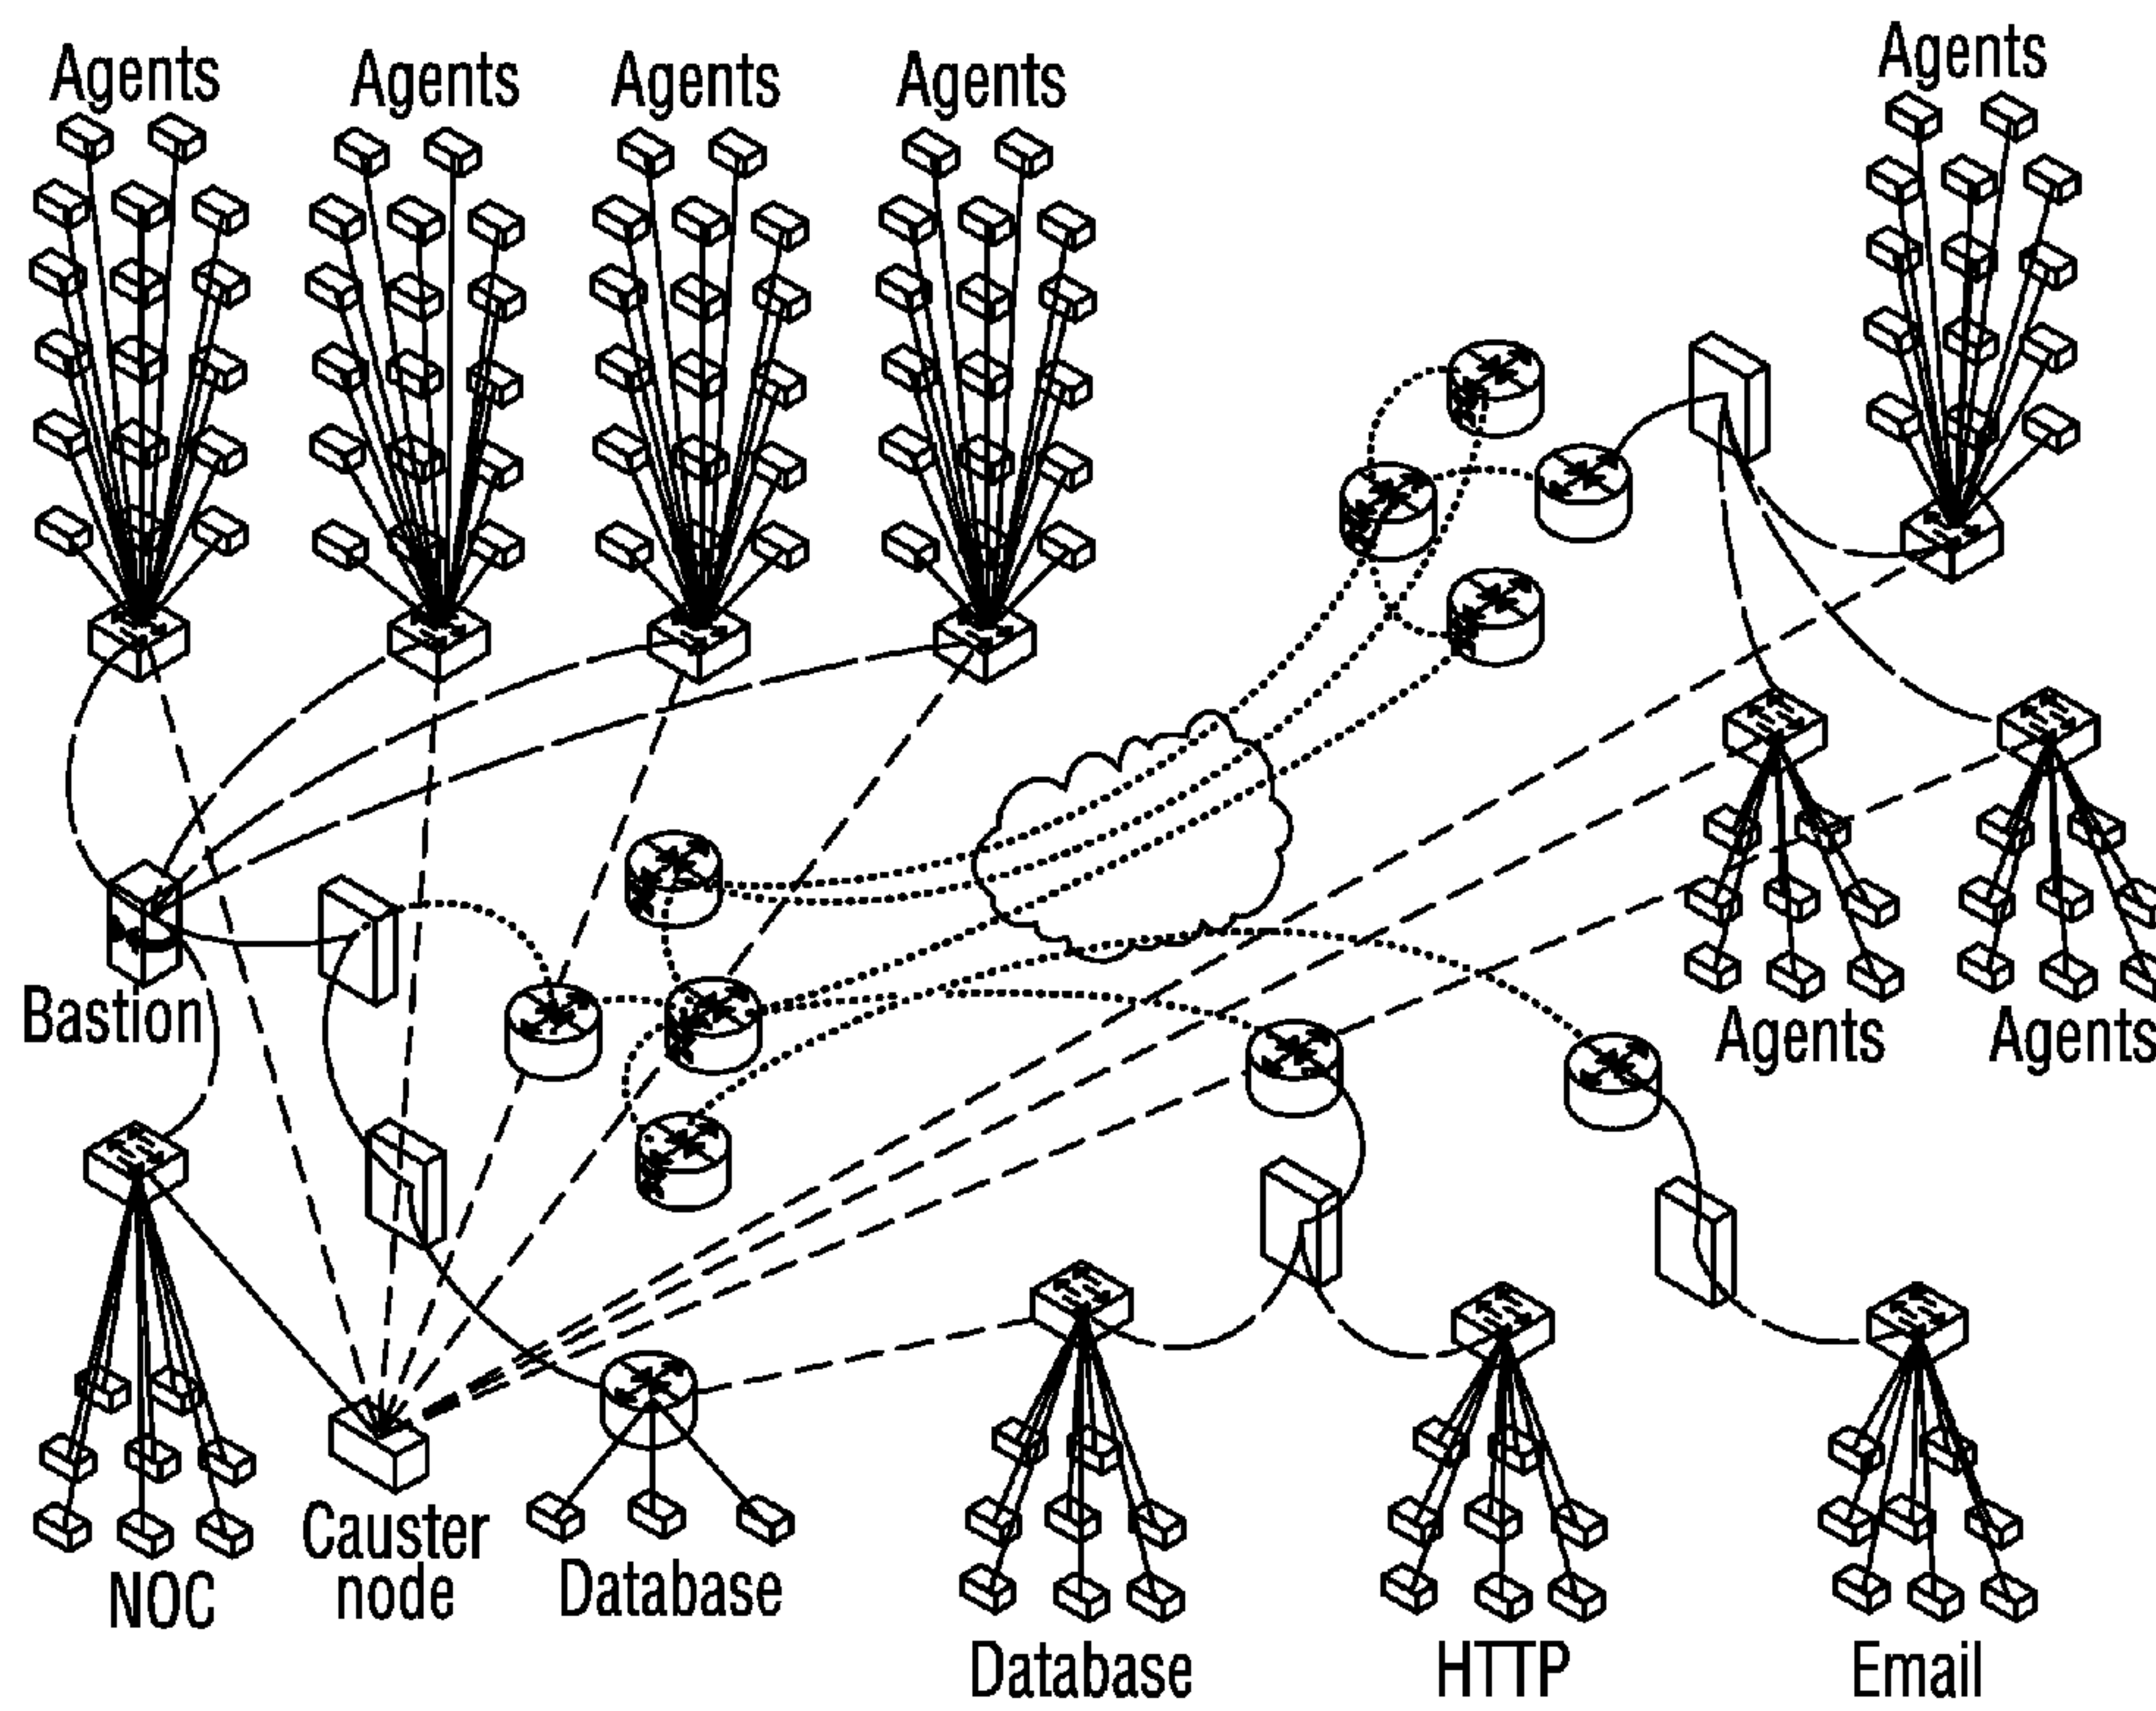 Agents
Agents
Agents
Agents
Agents
Bastion
Agents
Agents
NOC
Causter
node
Database
Database
HTTP
Email